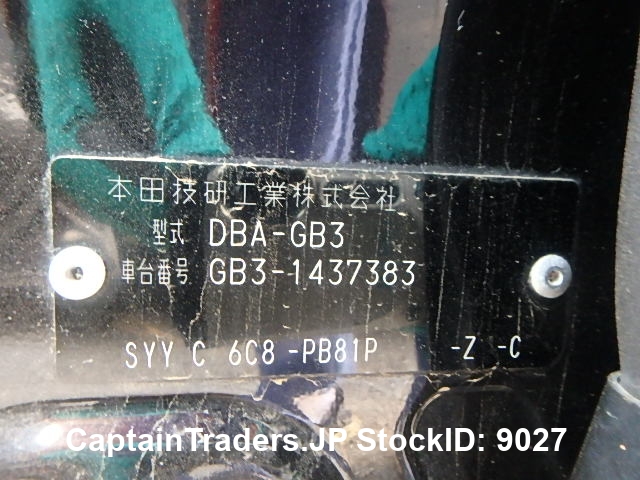 本田技研工業株式会社
型式 DBA-GB3
車台番号 GB3-1437383
SYY C 6C8 -PB81P -Z -C
CaptainTraders.JP StockID: 9027